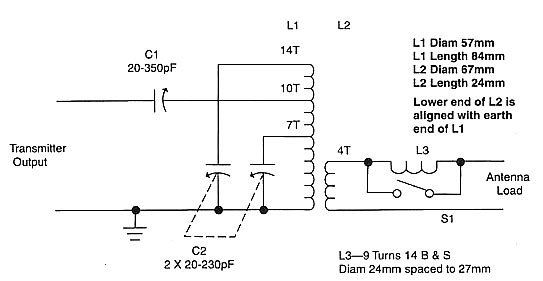 L1
L2
14T
C1
20-350pF
10T
7T
L1 Diam 57mm
L1 Length 84mm
L2 Diam 67mm
L2 Length 24mm
Lower end of L2 is
aligned with earth
end of L1
Transmitter
Output
4T
L3
Antenna
Load
S1
C2
2 X 20-230pF
L3—9 Turns 14 B & S
Diam 24mm spaced to 27mm